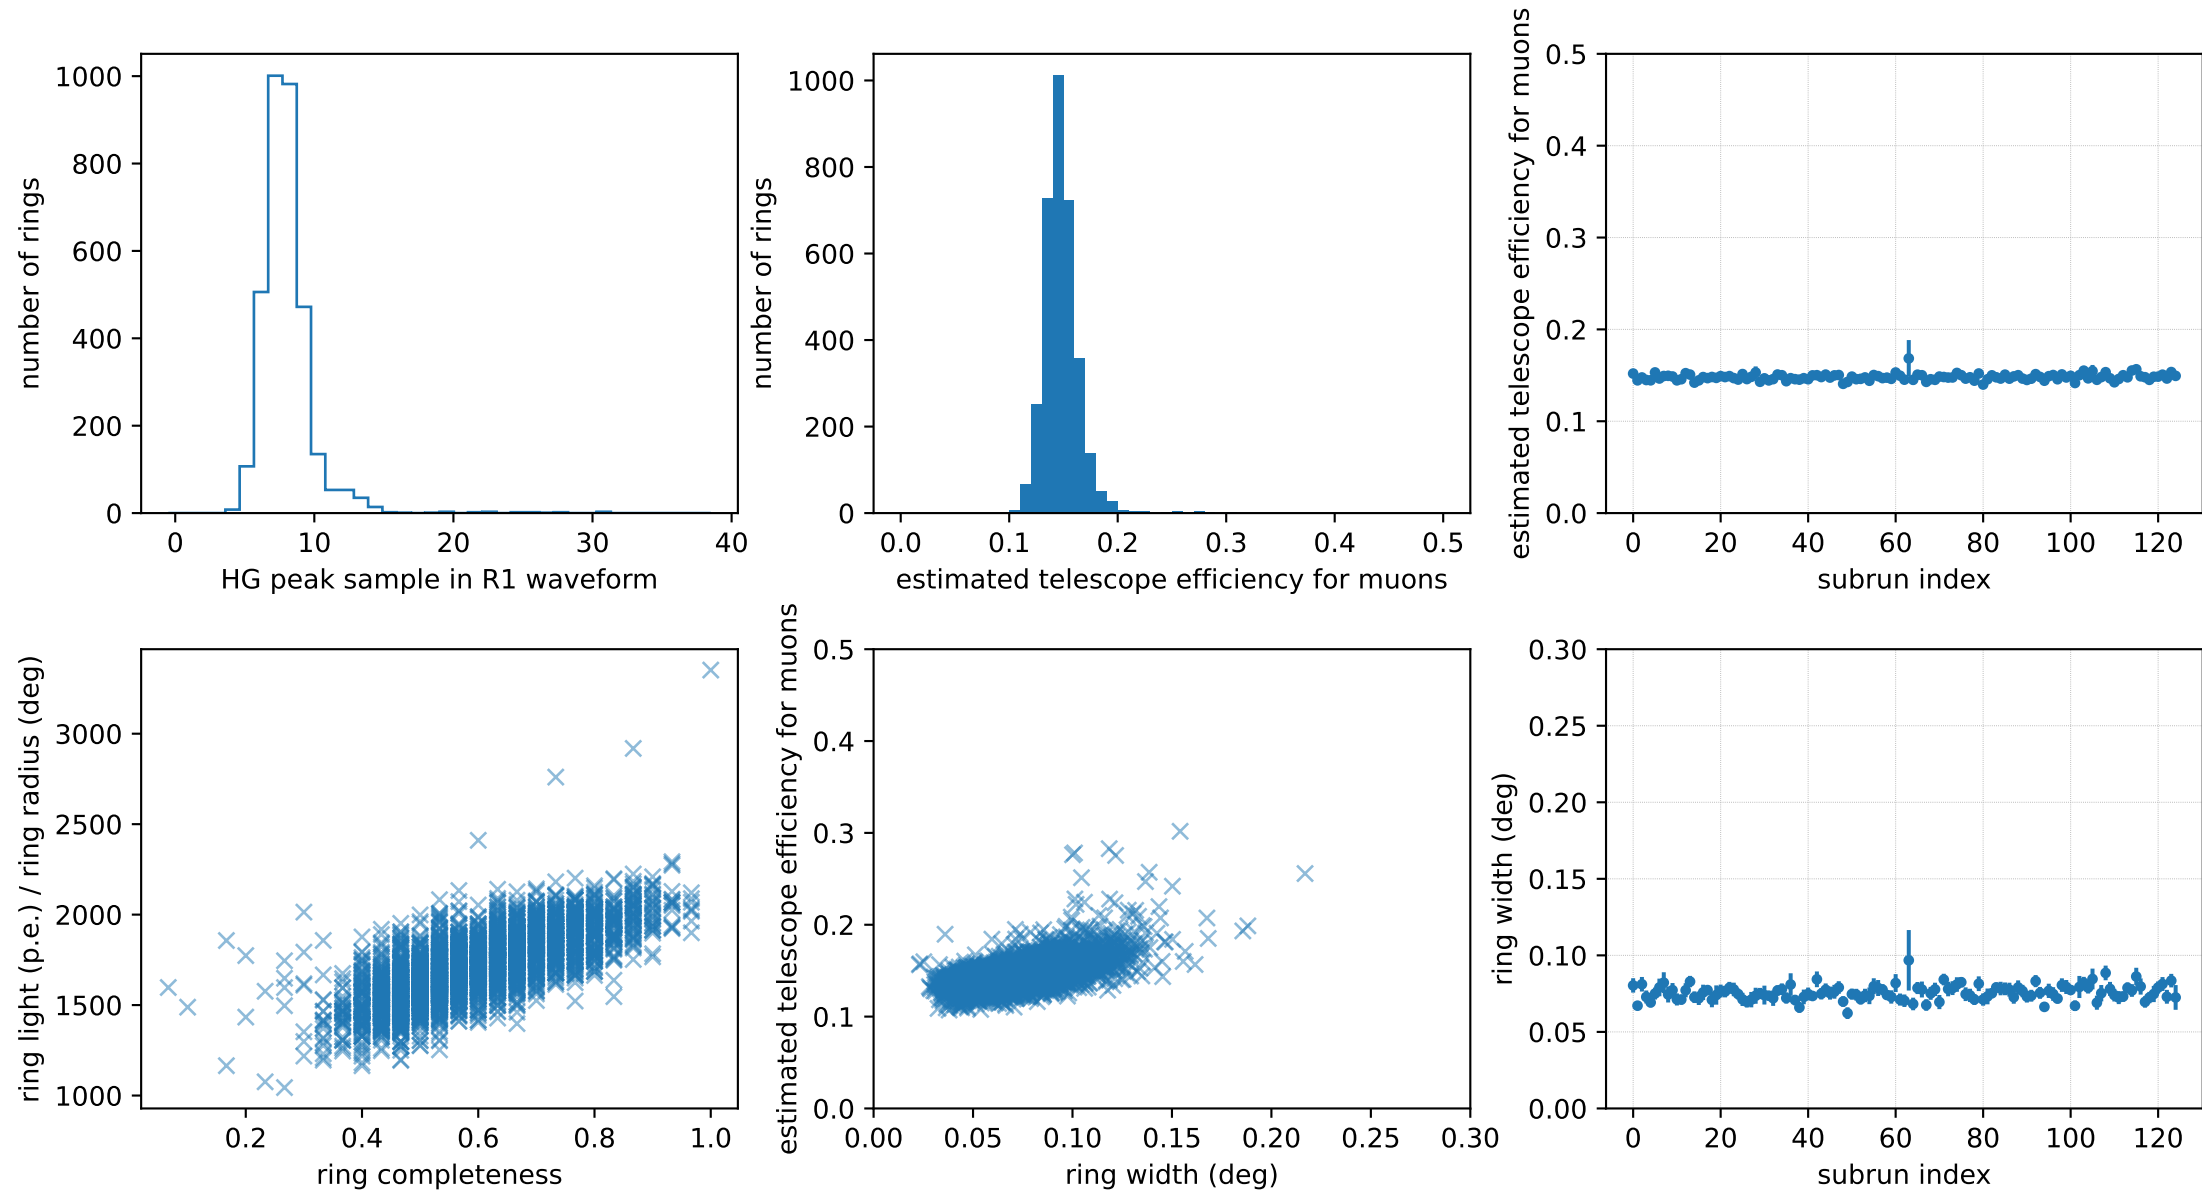 number of rings
1000
800
600
400
200
0
0 10 20 30 40
HG peak sample in R1 waveform
number of rings
1000
800
600
400
200
0
0.0 0.1 0.2 0.3 0.4 0.5
estimated telescope efficiency for muons
estimated telescope efficiency for muons
0.5
0.4
0.3
0.2
0.1
0.0
0 20 40 60 80 100 120
subrun index
ring light (p.e.) / ring radius (deg)
3000
2500
2000
1500
1000
0.2 0.4 0.6 0.8 1.0
ring completeness
estimated telescope efficiency for muons
0.5
0.4
0.3
0.2
0.1
0.0
0.00 0.05 0.10 0.15 0.20 0.25 0.30
ring width (deg)
ring width (deg)
0.30
0.25
0.20
0.15
0.10
0.05
0.00
0 20 40 60 80 100 120
subrun index